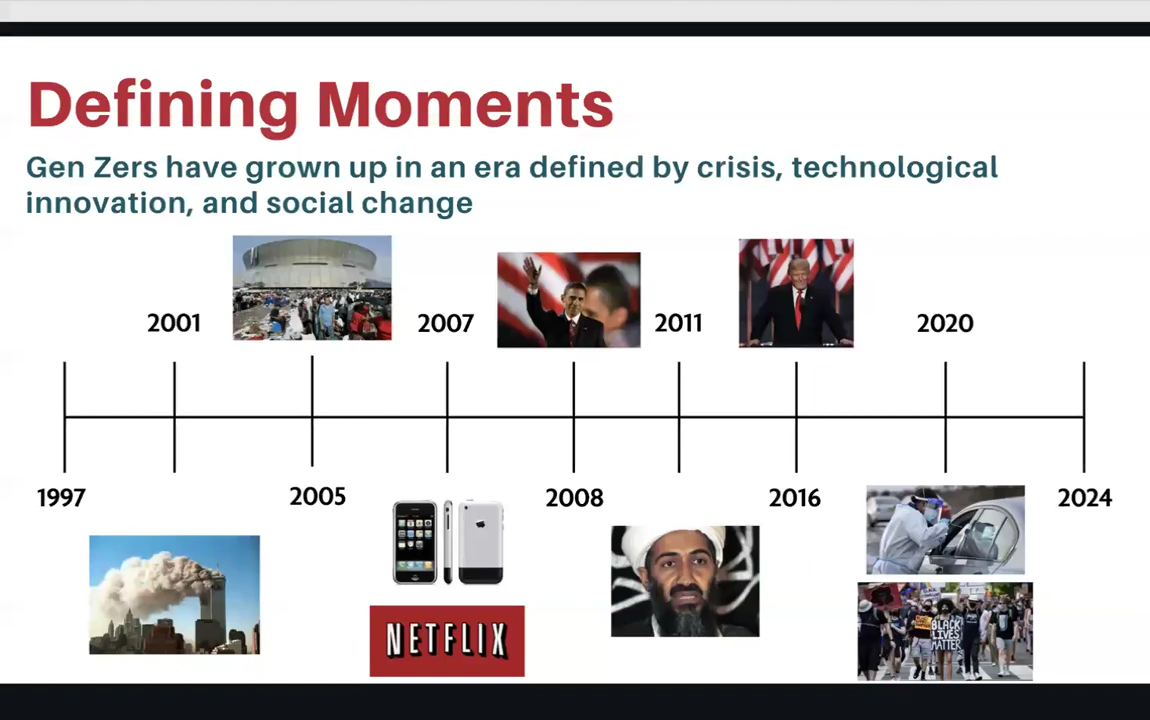 Defining Moments
Gen Zers have grown up in an era defined by crisis, technological
innovation, and social change
2001
2007
2011
2020
1997
2005
2008
2016
2024
NETFLIX
BLACK
LIVES
MATTER